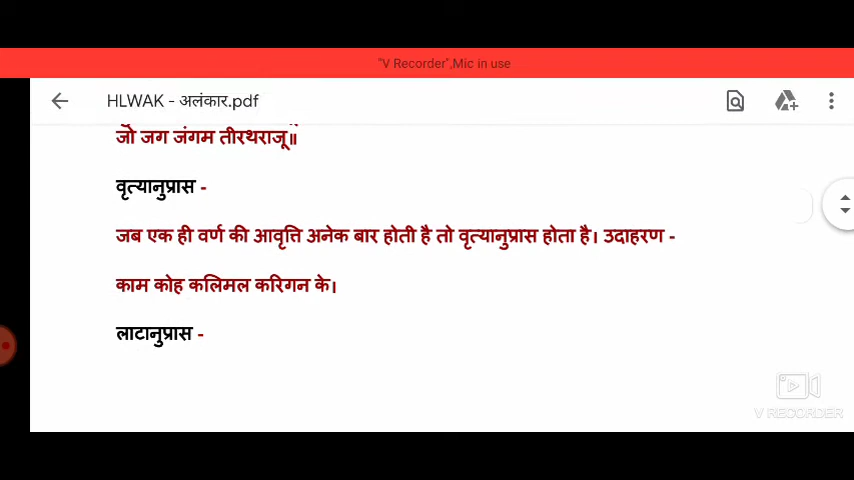 "V Recorder",Mic in use
HLWAK - अलंकार.pdf
जो जग जंगम तीरथराजू॥
वृत्यानुप्रास -
जब एक ही वर्ण की आवृत्ति अनेक बार होती है तो वृत्यानुप्रास होता है। उदाहरण -
काम कोह कलिमल करिगन के।
लाटानुप्रास -
V RECORDER